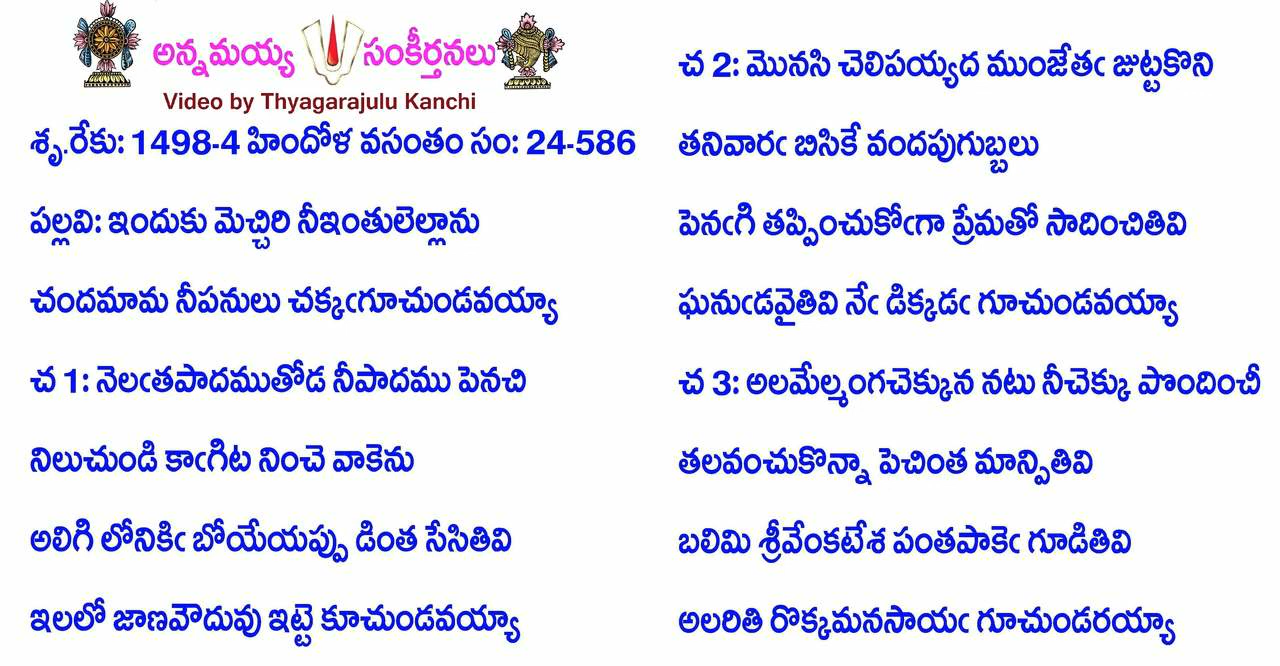 అన్నమయ్య సంకీర్తనలు
Video by Thyagarajulu Kanchi
శృ.రేకు: 1498-4 హిందోళ వసంతం సం: 24-586
పల్లవి: ఇందుకు మెచ్చిరి నీఇంతులెల్లాను
చందమామ నీపనులు చక్కఁగూచుండవయ్యా
చ 1: నెలఁతపాదముతోడ నీపాదము పెనచి
నిలుచుండి కాఁగిట నించె వాకెను
అలిగి లోనికిఁ బోయేయప్పు డింత సేసితివి
ఇలలో జాణవౌదువు ఇట్టె కూచుండవయ్యా
చ 2: మొనసి చెలిపయ్యద ముంజేతఁ జుట్టకొని
తనివారఁ బిసికే వందపుగుబ్బలు
పెనఁగి తప్పించుకోఁగా ప్రేమతో సాదించితివి
ఘనుఁడవైతివి నేఁ డిక్కడఁ గూచుండవయ్యా
చ 3: అలమేల్మంగచెక్కున నటు నీచెక్కు పొందించీ
తలవంచుకొన్నా పెచింత మాన్పితివి
బలిమి శ్రీవేంకటేశ పంతపాకెఁ గూడితివి
అలరితి రొక్కమనసాయఁ గూచుండరయ్యా